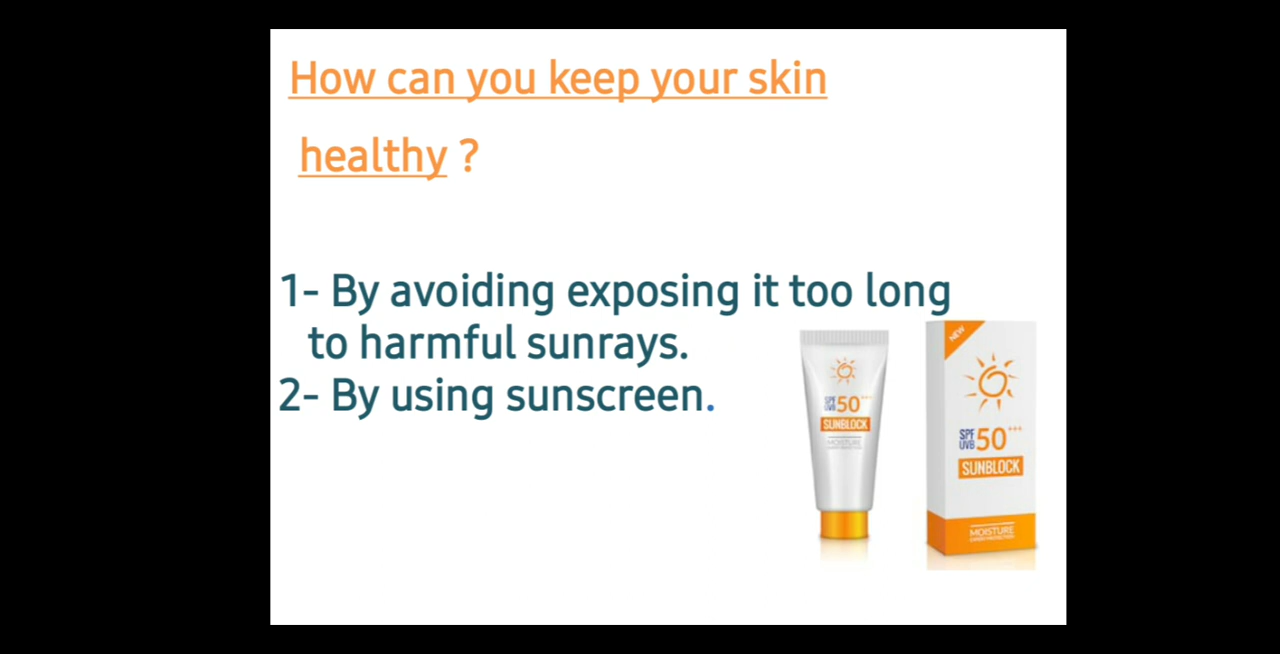 How can you keep your skin
healthy ?
1- By avoiding exposing it too long
to harmful sunrays.
2- By using sunscreen.
SPF
UVB 50+++
SUNBLOCK
MOISTURE
NEW
SPF
UVB 50+++
SUNBLOCK
MOISTURE